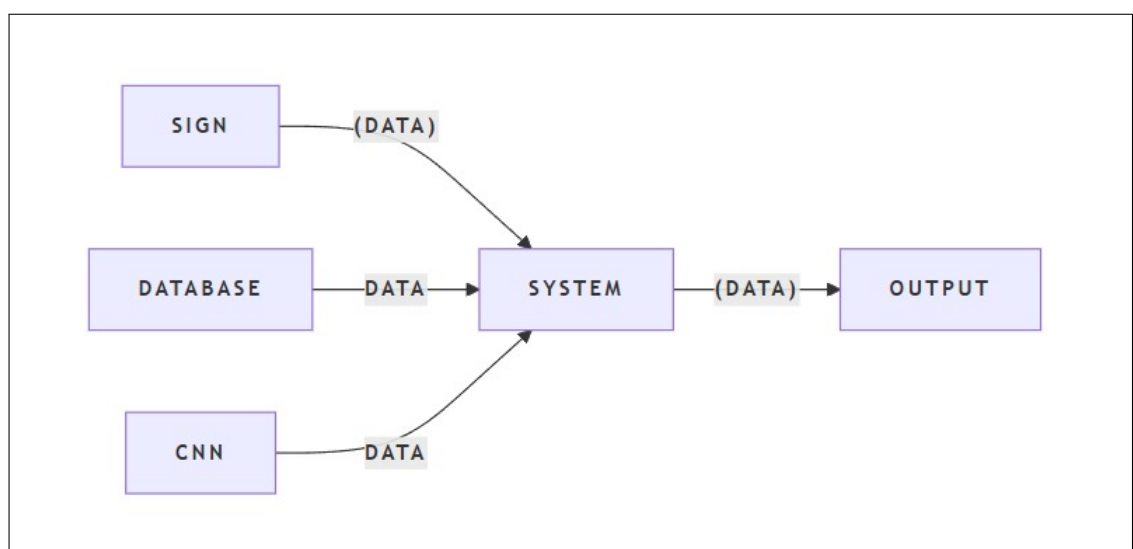 SIGN
(DATA)
DATABASE
DATA
SYSTEM
(DATA)
OUTPUT
CNN
DATA